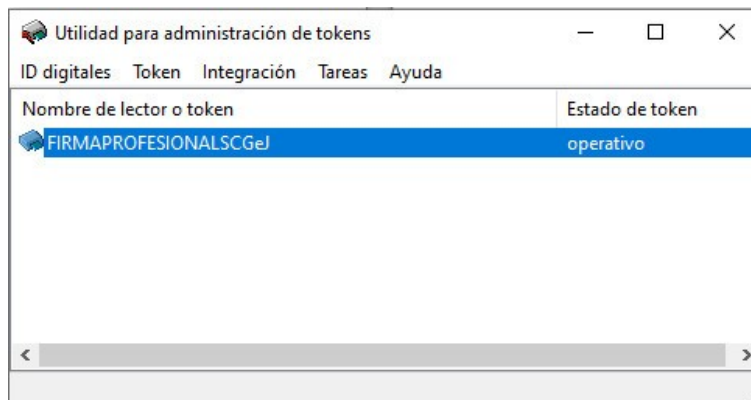 Utilidad para administración de tokens
ID digitales Token Integración Tareas Ayuda
Nombre de lector o token Estado de token
FIRMAPROFESIONALSCGeJ operativo